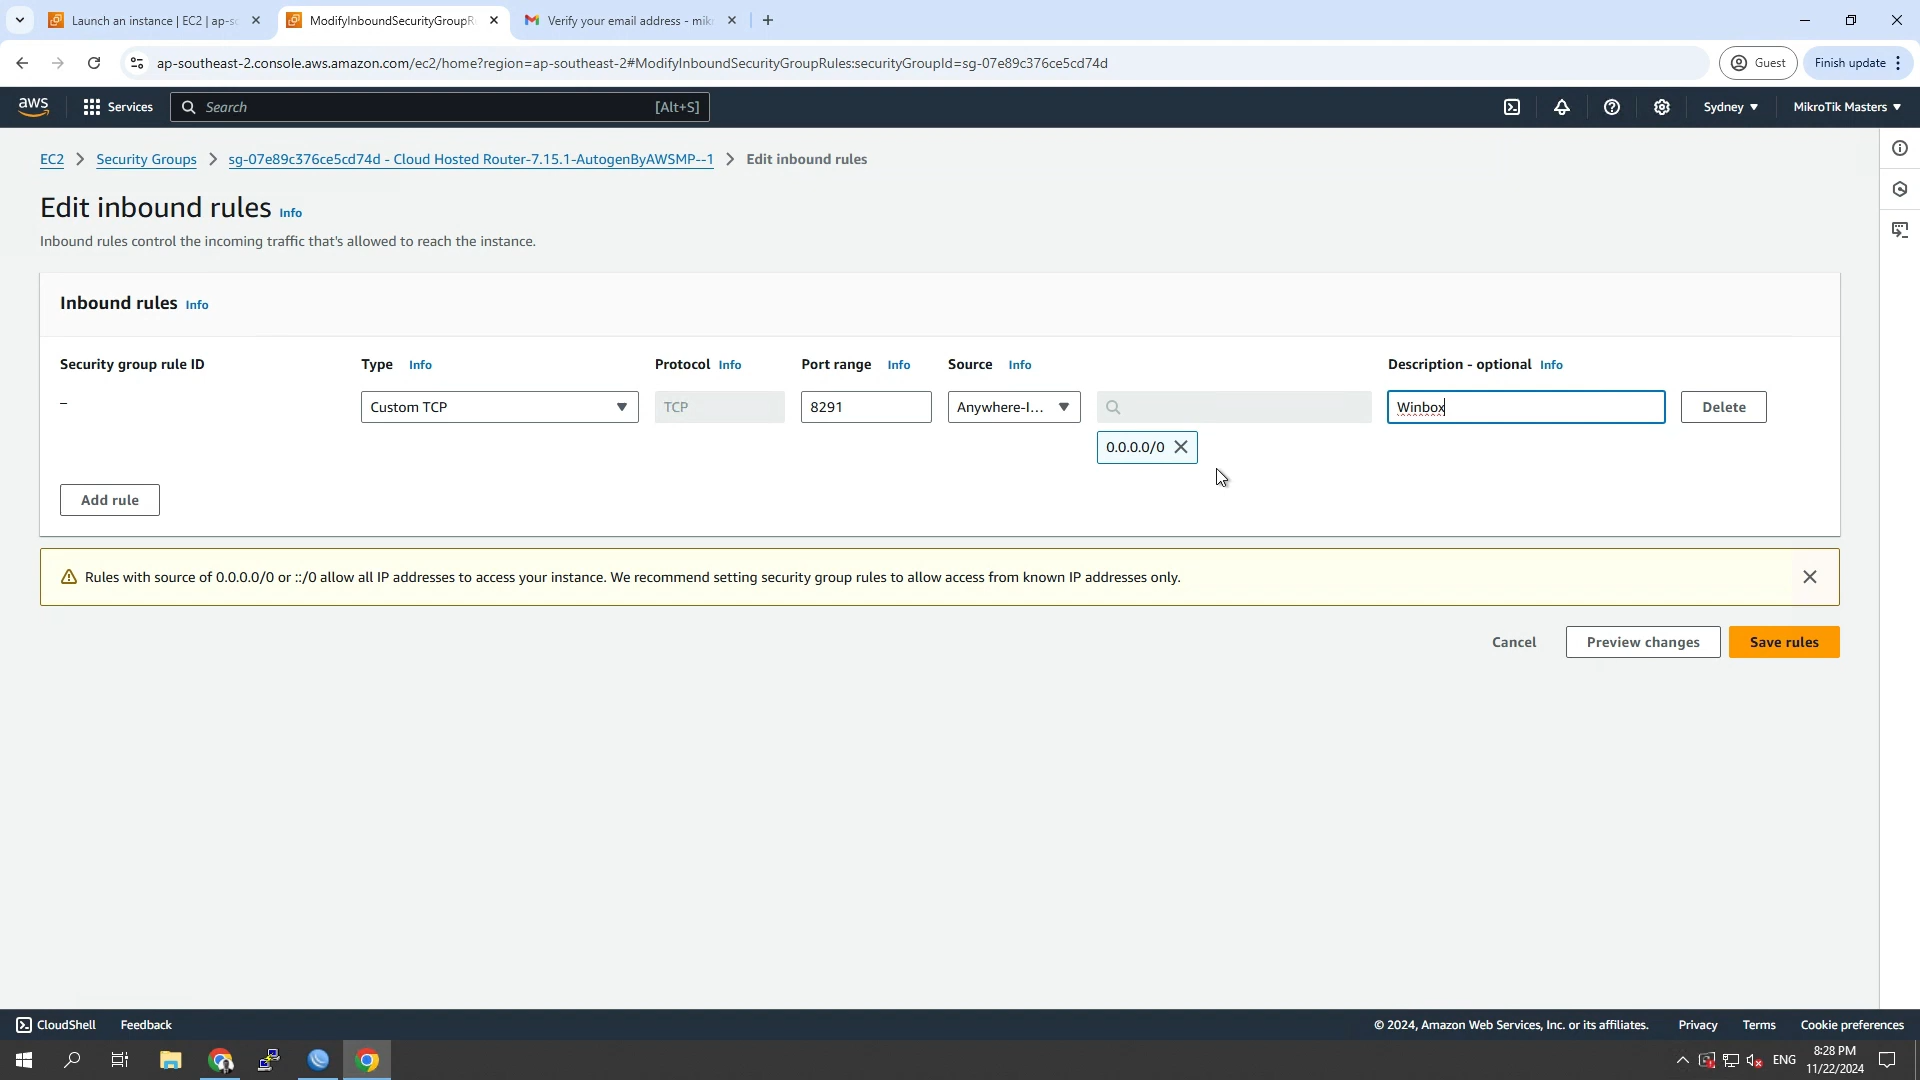 Launch an instance | EC2 | ap-s
ModifyInboundSecurityGroupR
Verify your email address - mik
ap-southeast-2.console.aws.amazon.com/ec2/home?region=ap-southeast-2#ModifyInboundSecurityGroupRules:securityGroupId=sg-07e89c376ce5cd74d
Guest
Finish update
aws
Services
Search
[Alt+S]
Sydney
MikroTik Masters
EC2
Security Groups
sg-07e89c376ce5cd74d - Cloud Hosted Router-7.15.1-AutogenByAWSMP--1
Edit inbound rules
Edit inbound rules Info
Inbound rules control the incoming traffic that's allowed to reach the instance.
Inbound rules Info
Security group rule ID
Type Info
Protocol Info
Port range Info
Source Info
Description - optional Info
–
Custom TCP
TCP
8291
Anywhere-I...
Winbox
Delete
0.0.0.0/0
Add rule
Rules with source of 0.0.0.0/0 or ::/0 allow all IP addresses to access your instance. We recommend setting security group rules to allow access from known IP addresses only.
Cancel
Preview changes
Save rules
CloudShell
Feedback
© 2024, Amazon Web Services, Inc. or its affiliates.
Privacy
Terms
Cookie preferences
ENG
8:28 PM
11/22/2024